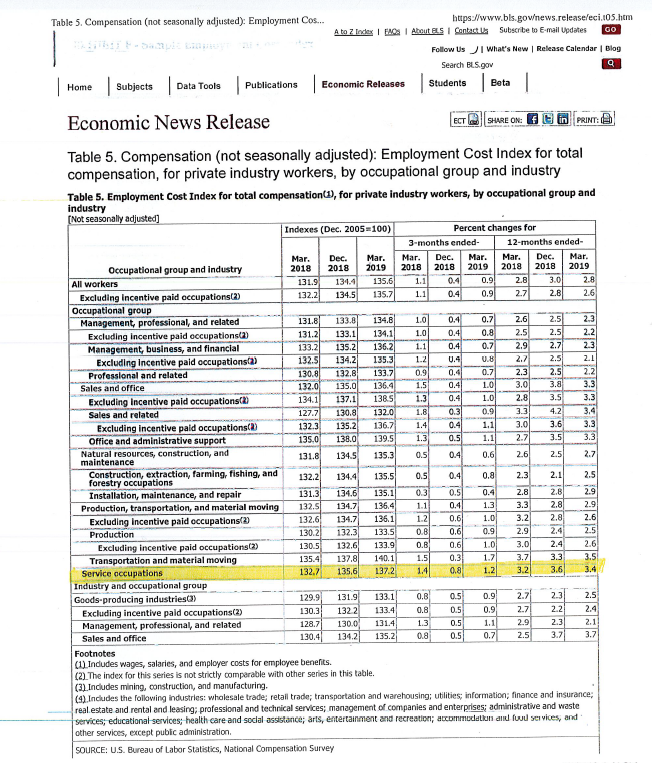 Table 5. Compensation (not seasonally adjusted): Employment Cos...
https://www.bls.gov/news.release/eci.t05.htm
A to Z Index | FAQs | About BLS | Contact Us Subscribe to E-mail Updates GO
Follow Us | What's New | Release Calendar | Blog
Search BLS.gov
Home | Subjects | Data Tools | Publications | Economic Releases | Students | Beta
Economic News Release
ECT SHARE ON: PRINT:
Table 5. Compensation (not seasonally adjusted): Employment Cost Index for total
compensation, for private industry workers, by occupational group and industry
Table 5. Employment Cost Index for total compensation(1), for private industry workers, by occupational group and
industry
[Not seasonally adjusted]
Indexes (Dec. 2005=100) Percent changes for
3-months ended- 12-months ended-
Occupational group and industry Mar. 2018 Dec. 2018 Mar. 2019 Mar. 2018 Dec. 2018 Mar. 2019 Mar. 2018 Dec. 2018 Mar. 2019
All workers 131.9 134.4 135.6 1.1 0.4 0.9 2.8 3.0 2.8
Excluding incentive paid occupations(2) 132.2 134.5 135.7 1.1 0.4 0.9 2.7 2.8 2.6
Occupational group
Management, professional, and related 131.8 133.8 134.8 1.0 0.4 0.7 2.6 2.5 2.3
Excluding incentive paid occupations(2) 131.2 133.1 134.1 1.0 0.4 0.8 2.5 2.5 2.2
Management, business, and financial 133.2 135.2 136.2 1.1 0.4 0.7 2.9 2.7 2.3
Excluding incentive paid occupations(2) 132.5 134.2 135.3 1.2 0.4 0.8 2.7 2.5 2.1
Professional and related 130.8 132.8 133.7 0.9 0.4 0.7 2.3 2.5 2.2
Sales and office 132.0 135.0 136.4 1.5 0.4 1.0 3.0 3.8 3.3
Excluding incentive paid occupations(2) 134.1 137.1 138.5 1.3 0.4 1.0 2.8 3.5 3.3
Sales and related 127.7 130.8 132.0 1.8 0.3 0.9 3.3 4.2 3.4
Excluding incentive paid occupations(2) 132.3 135.2 136.7 1.4 0.4 1.1 3.0 3.6 3.3
Office and administrative support 135.0 138.0 139.5 1.3 0.5 1.1 2.7 3.5 3.3
Natural resources, construction, and
maintenance 131.8 134.5 135.3 0.5 0.4 0.6 2.6 2.5 2.7
Construction, extraction, farming, fishing, and
forestry occupations 132.2 134.4 135.5 0.5 0.4 0.8 2.3 2.1 2.5
Installation, maintenance, and repair 131.3 134.6 135.1 0.3 0.5 0.4 2.8 2.8 2.9
Production, transportation, and material moving 132.5 134.7 136.4 1.1 0.4 1.3 3.3 2.8 2.9
Excluding incentive paid occupations(2) 132.6 134.7 136.1 1.2 0.6 1.0 3.2 2.8 2.6
Production 130.2 132.3 133.5 0.8 0.6 0.9 2.9 2.4 2.5
Excluding incentive paid occupations(2) 130.5 132.6 133.9 0.8 0.6 1.0 3.0 2.4 2.6
Transportation and material moving 135.4 137.8 140.1 1.5 0.3 1.7 3.7 3.3 3.5
Service occupations 132.7 135.6 137.2 1.4 0.8 1.2 3.2 3.6 3.4
Industry and occupational group
Goods-producing industries(3) 129.9 131.9 133.1 0.8 0.5 0.9 2.7 2.3 2.5
Excluding incentive paid occupations(2) 130.3 132.2 133.4 0.8 0.5 0.9 2.7 2.2 2.4
Management, professional, and related 128.7 130.0 131.4 1.3 0.5 1.1 2.9 2.3 2.1
Sales and office 130.4 134.2 135.2 0.8 0.5 0.7 2.5 3.7 3.7
Footnotes
(1) Includes wages, salaries, and employer costs for employee benefits.
(2) The index for this series is not strictly comparable with other series in this table.
(3) Includes mining, construction, and manufacturing.
(4) Includes the following industries: wholesale trade; retail trade; transportation and warehousing; utilities; information; finance and insurance;
real estate and rental and leasing; professional and technical services; management of companies and enterprises; administrative and waste
services; educational services; health care and social assistance; arts, entertainment and recreation; accommodation and food services; and
other services, except public administration.
SOURCE: U.S. Bureau of Labor Statistics, National Compensation Survey